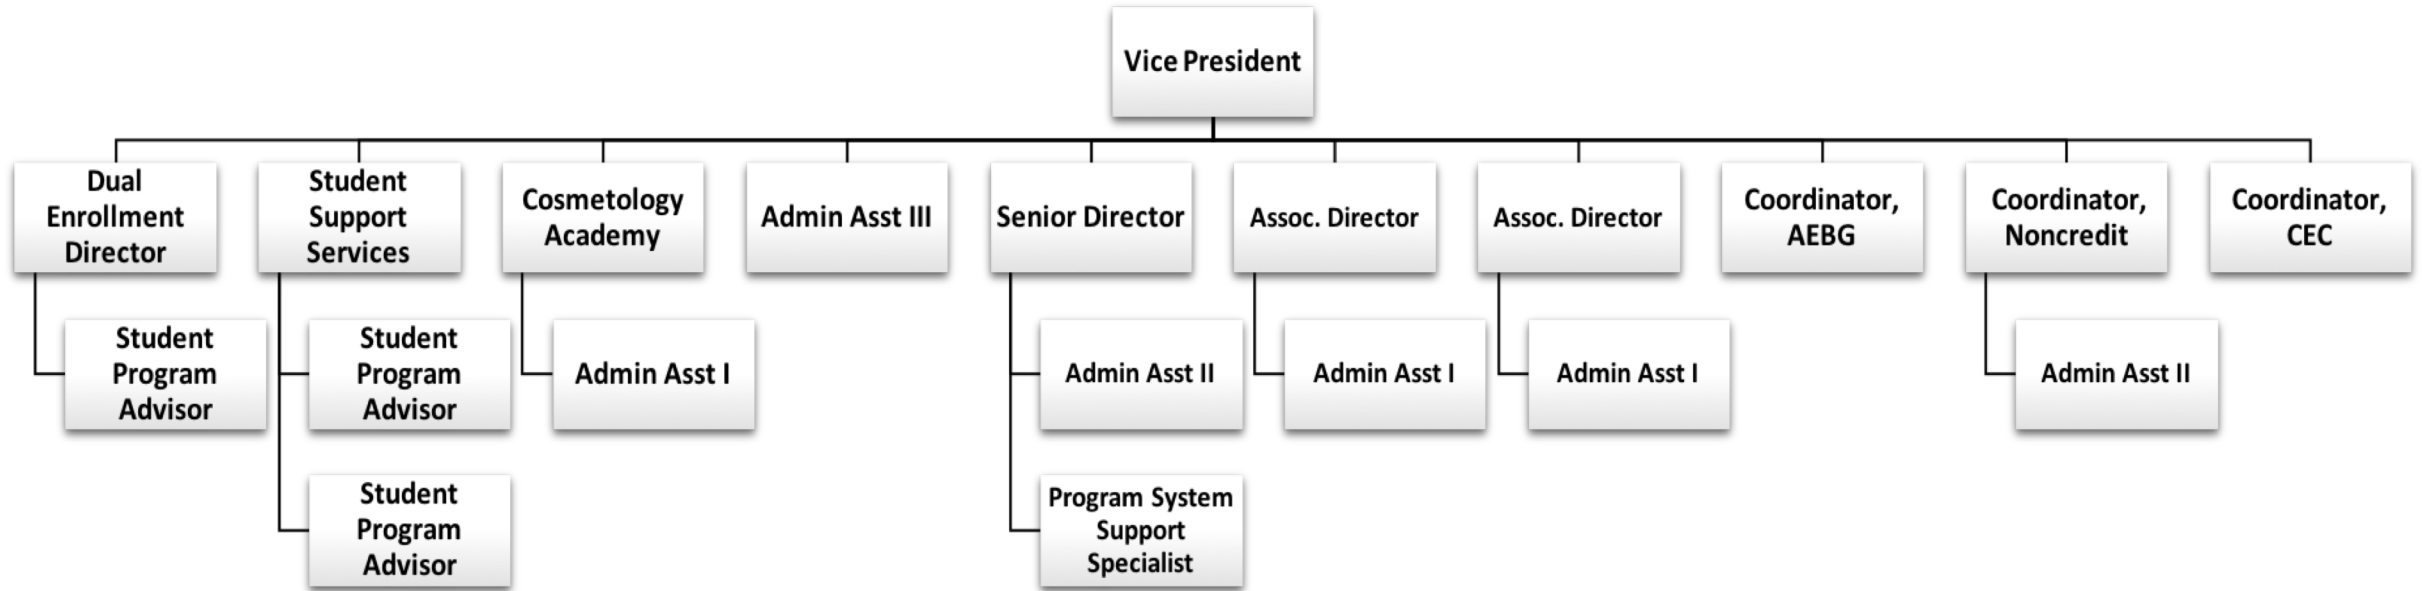 Vice President
Dual
Enrollment
Director
Student
Support
Services
Cosmetology
Academy
Admin Asst III
Senior Director
Assoc. Director
Assoc. Director
Coordinator,
AEBG
Coordinator,
Noncredit
Coordinator,
CEC
Student
Program
Advisor
Student
Program
Advisor
Admin Asst I
Admin Asst II
Admin Asst I
Admin Asst I
Admin Asst II
Student
Program
Advisor
Program System
Support
Specialist